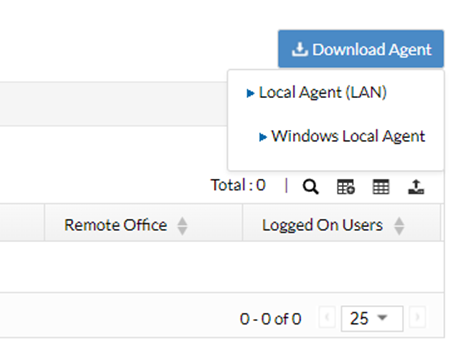 Download Agent
Local Agent (LAN)
Windows Local Agent
Total : 0 |
Remote Office Logged On Users
0 - 0 of 0 25